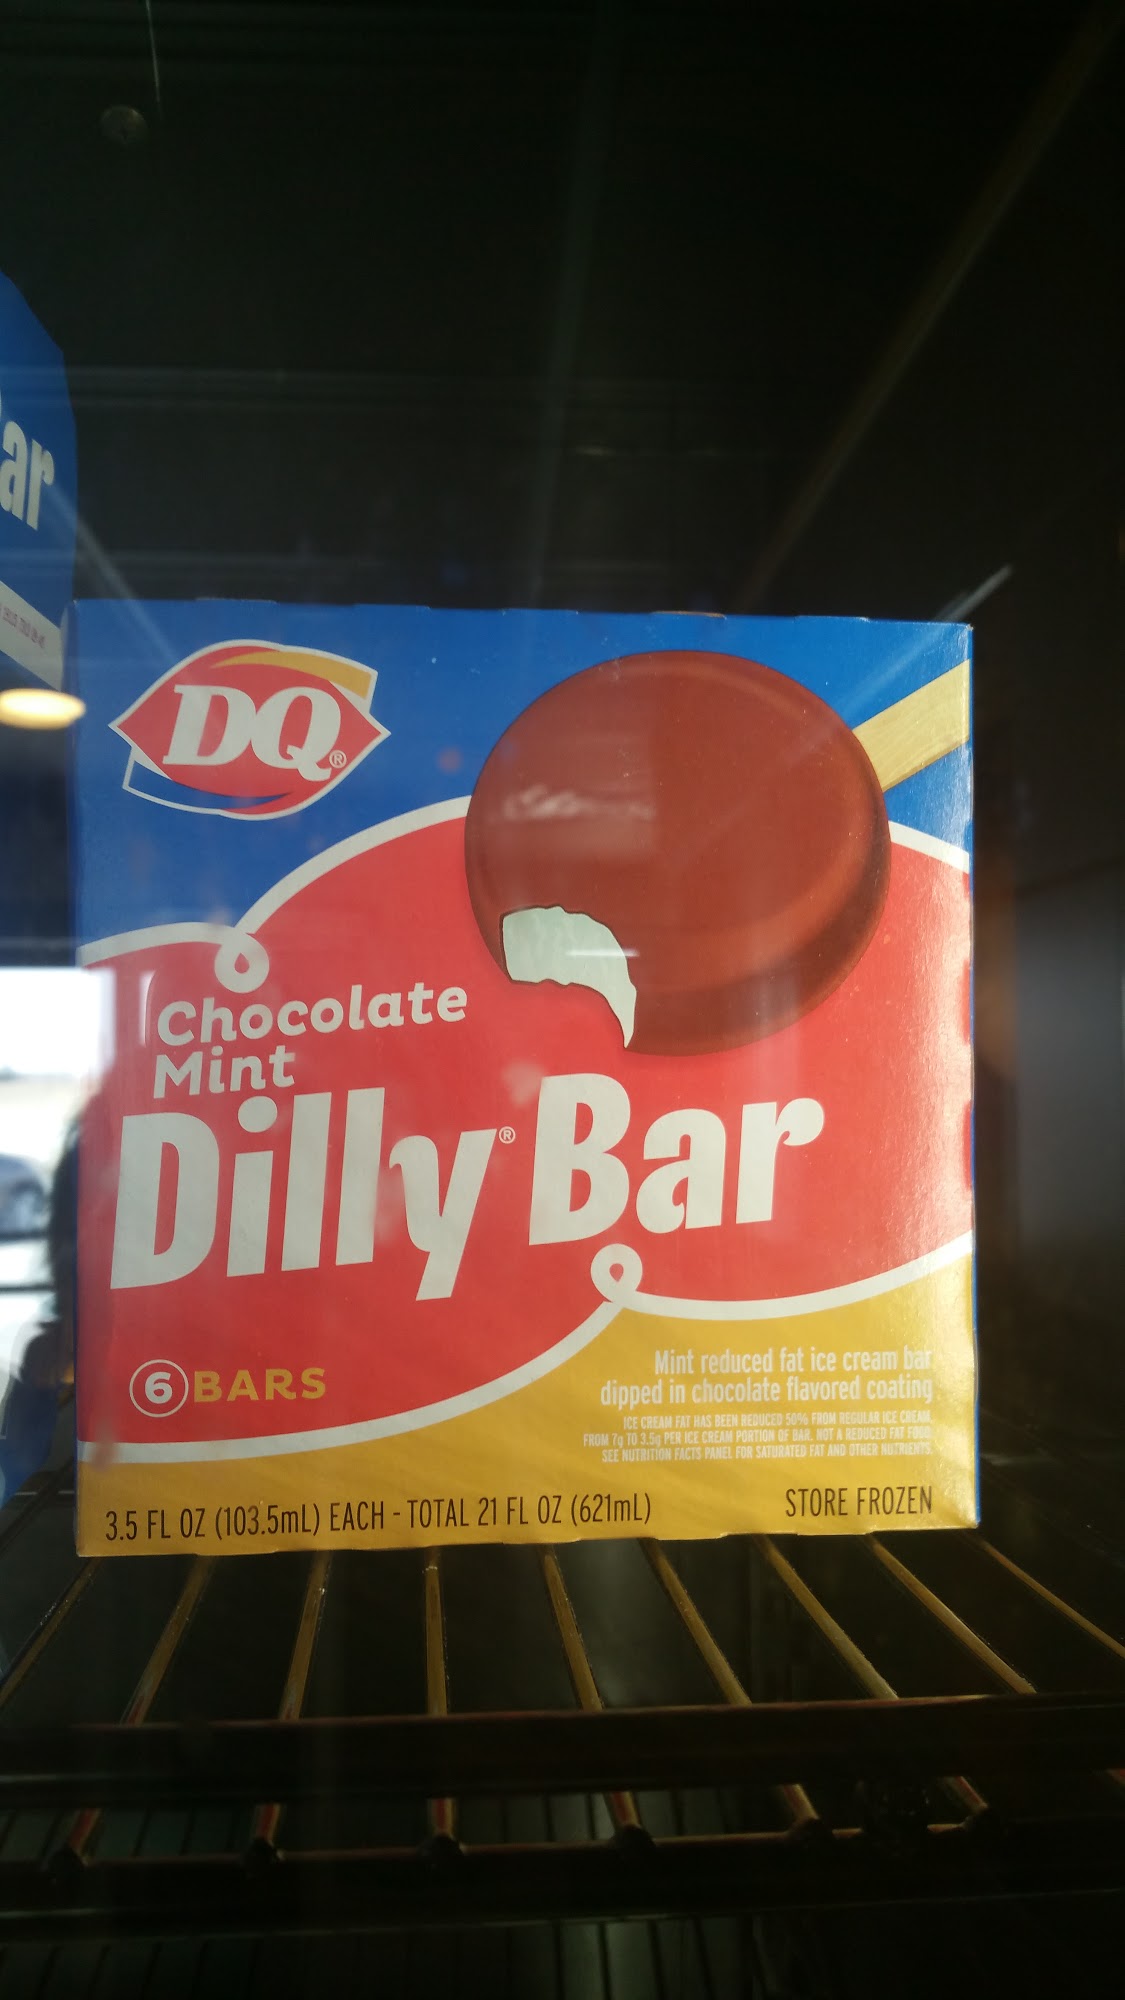 ar
DQ®
Chocolate
Mint
Dilly® Bar
6 BARS
Mint reduced fat ice cream bar
dipped in chocolate flavored coating
ICE CREAM FAT HAS BEEN REDUCED 50% FROM REGULAR ICE CREAM,
FROM 7g TO 3.5g PER ICE CREAM PORTION OF BAR. NOT A REDUCED FAT FOOD.
SEE NUTRITION FACTS PANEL FOR SATURATED FAT AND OTHER NUTRIENTS.
3.5 FL OZ (103.5mL) EACH - TOTAL 21 FL OZ (621mL)
STORE FROZEN